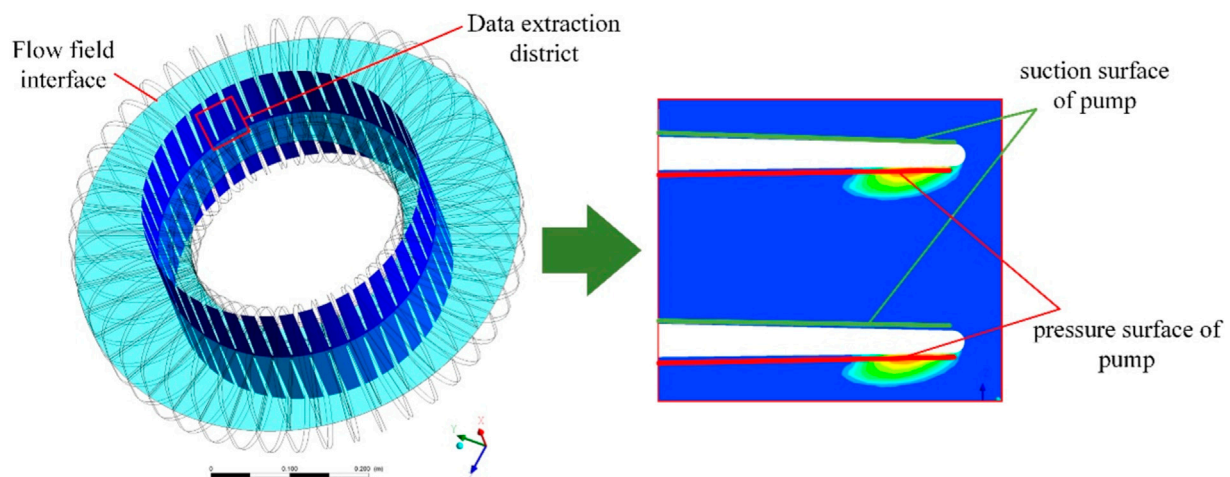 Flow field
interface
Data extraction
district
suction surface
of pump
pressure surface of
pump
X
Y
0
0.100
0.200 (m)